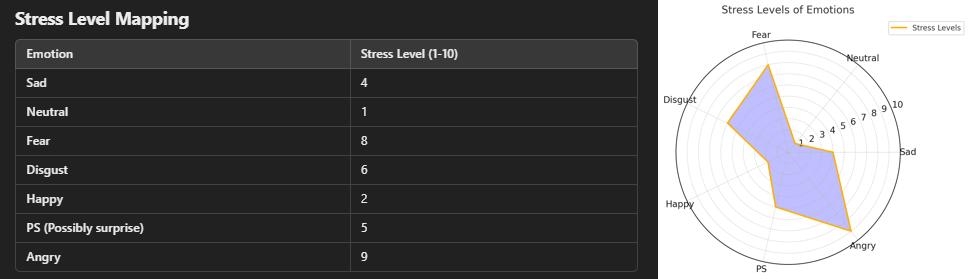 Stress Level Mapping
Emotion Stress Level (1-10)
Sad 4
Neutral 1
Fear 8
Disgust 6
Happy 2
PS (Possibly surprise) 5
Angry 9
Stress Levels of Emotions
Stress Levels
Fear
Neutral
Disgust
1 2 3 4 5 6 7 8 9 10
Sad
Happy
Angry
PS